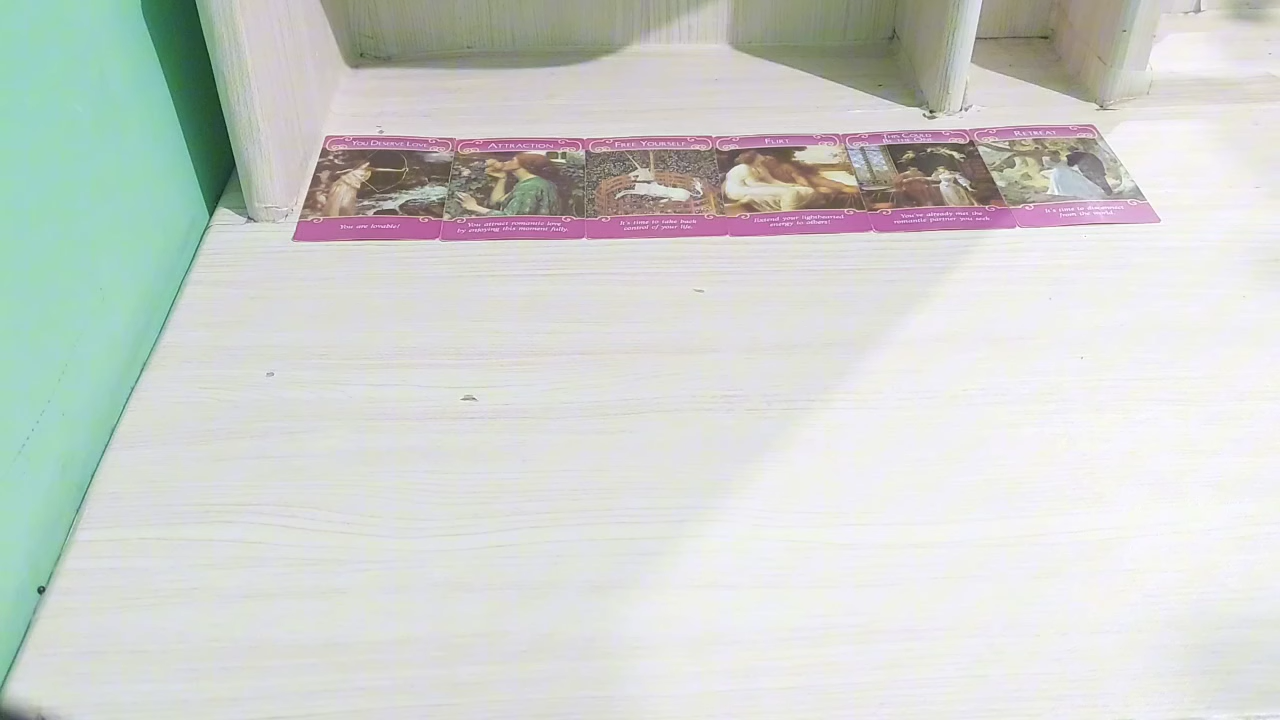 YOU DESERVE LOVE
You are lovable!
ATTRACTION
You attract romantic love
by enjoying this moment fully.
FREE YOURSELF
It's time to take back
control of your life.
FLIRT
Extend your lighthearted
energy to others!
THIS COULD
BE THE ONE
You've already met the
romantic partner you seek.
RETREAT
It's time to disconnect
from the world.